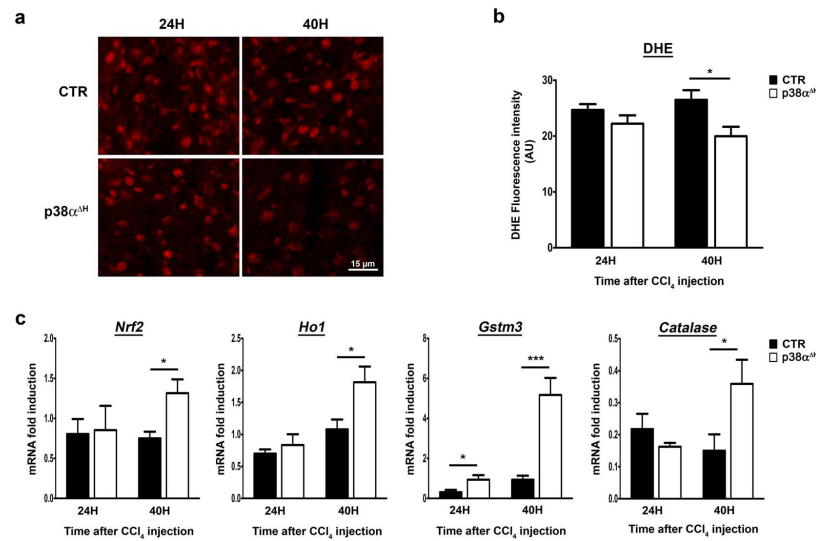 a
24H
40H
CTR
p38α^ΔH
15 µm
b
DHE
DHE Fluorescence intensity
(AU)
30
20
10
0
*
CTR
p38α^ΔH
24H
40H
Time after CCl4 injection
c
Nrf2
mRNA fold induction
2.0
1.5
1.0
0.5
0.0
*
24H
40H
Time after CCl4 injection
Ho1
mRNA fold induction
2.0
1.5
1.0
0.5
0.0
*
24H
40H
Time after CCl4 injection
Gstm3
mRNA fold induction
8
6
4
2
0
*
***
24H
40H
Time after CCl4 injection
Catalase
mRNA fold induction
0.5
0.4
0.3
0.2
0.1
0.0
*
24H
40H
Time after CCl4 injection
CTR
p38α^ΔH